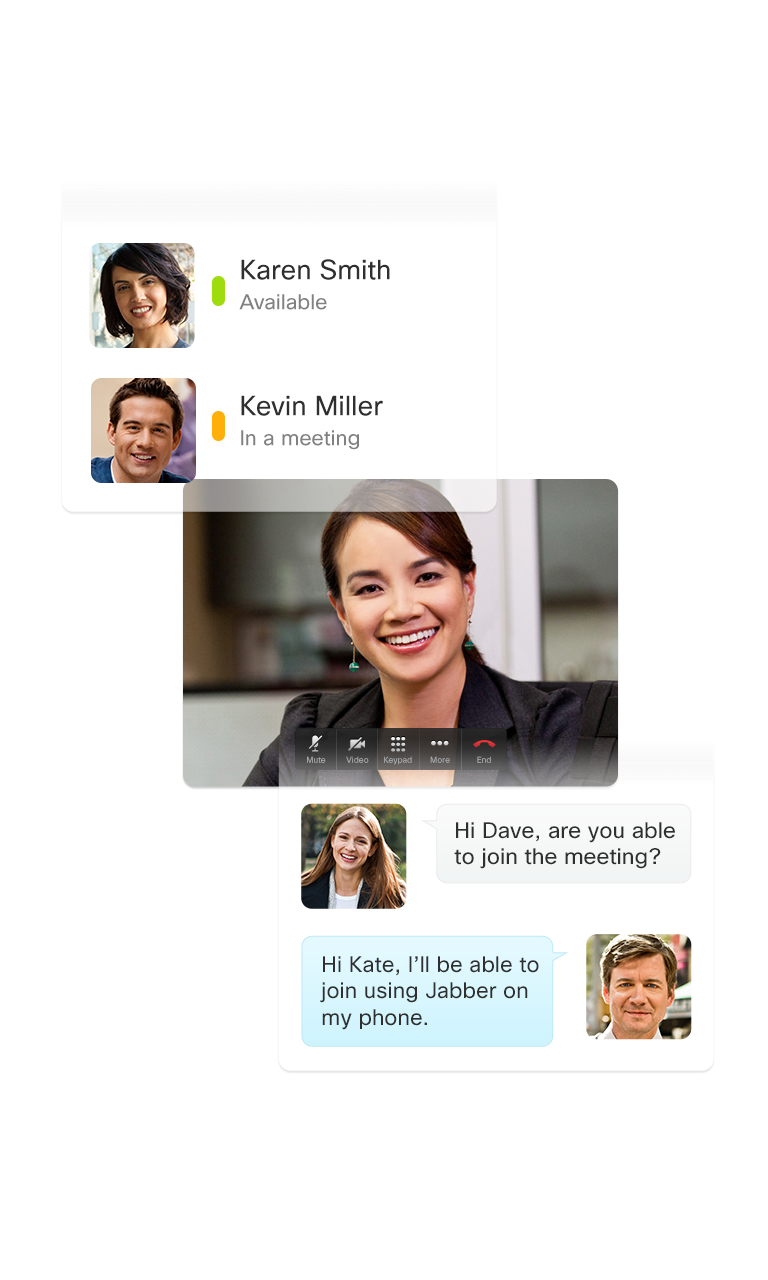 Karen Smith
Available
Kevin Miller
In a meeting
Mute Video Keypad More End
Hi Dave, are you able
to join the meeting?
Hi Kate, I’ll be able to
join using Jabber on
my phone.